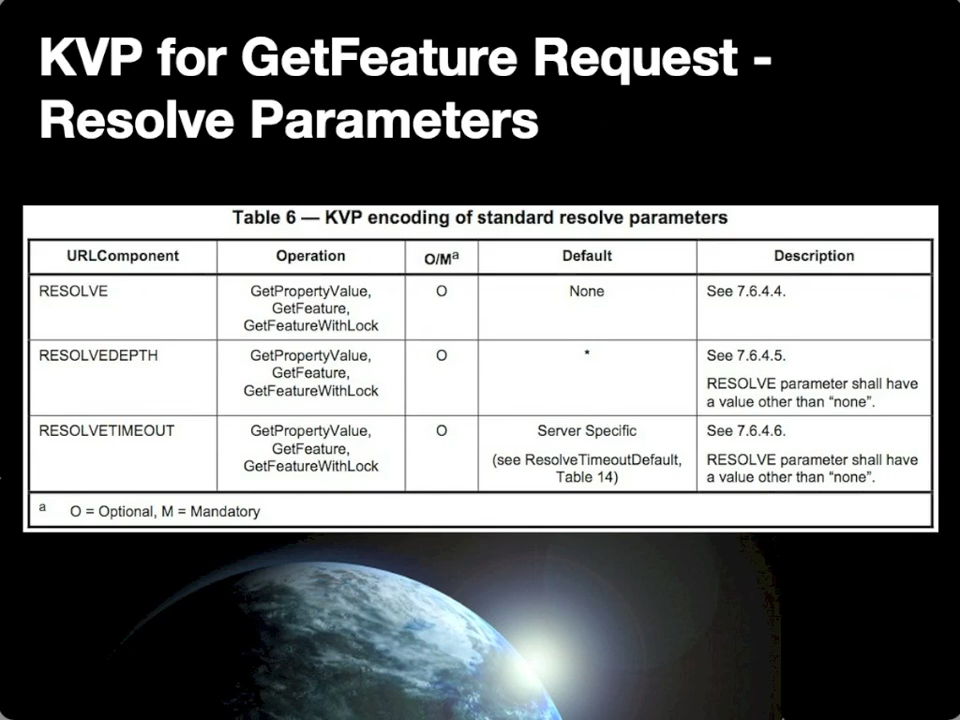 KVP for GetFeature Request -
Resolve Parameters
Table 6 — KVP encoding of standard resolve parameters
URLComponent Operation O/Mᵃ Default Description
RESOLVE GetPropertyValue, O None See 7.6.4.4.
GetFeature,
GetFeatureWithLock
RESOLVEDEPTH GetPropertyValue, O * See 7.6.4.5.
GetFeature,
RESOLVE parameter shall have
GetFeatureWithLock
a value other than “none”.
RESOLVETIMEOUT GetPropertyValue, O Server Specific See 7.6.4.6.
GetFeature,
(see ResolveTimeoutDefault, RESOLVE parameter shall have
GetFeatureWithLock
Table 14) a value other than “none”.
a O = Optional, M = Mandatory